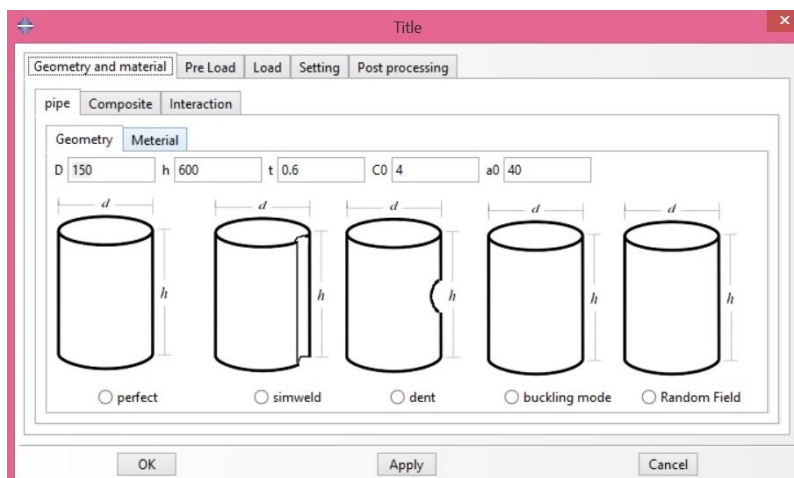 Title
Geometry and material Pre Load Load Setting Post processing
pipe Composite Interaction
Geometry Meterial
D 150 h 600 t 0.6 C0 4 a0 40
d d d d d
h h h h h
perfect simweld dent buckling mode Random Field
OK Apply Cancel